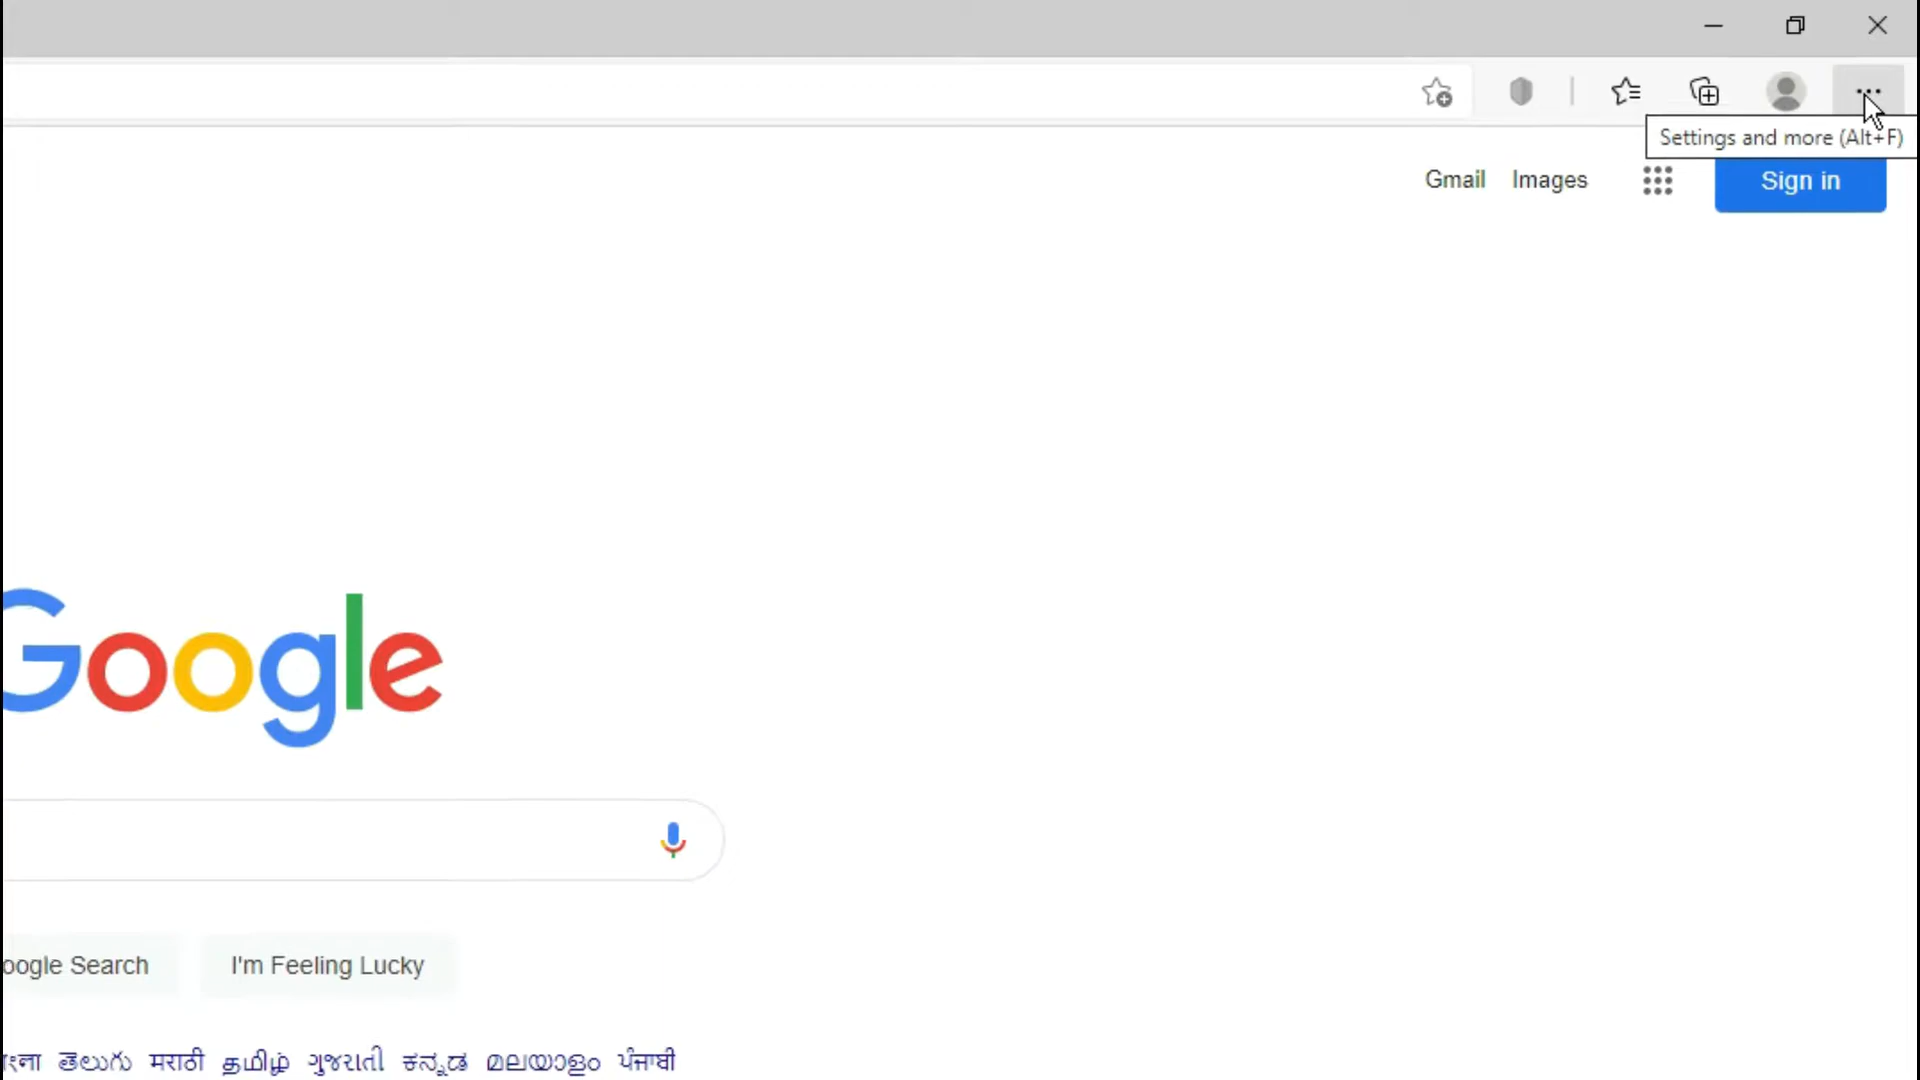 Settings and more (Alt+F)
Gmail Images Sign in
Google
oogle Search I'm Feeling Lucky
తెలుగు मराठी தமிழ் ગુજરાતી ಕನ್ನಡ മലയാളം ਪੰਜਾਬੀ